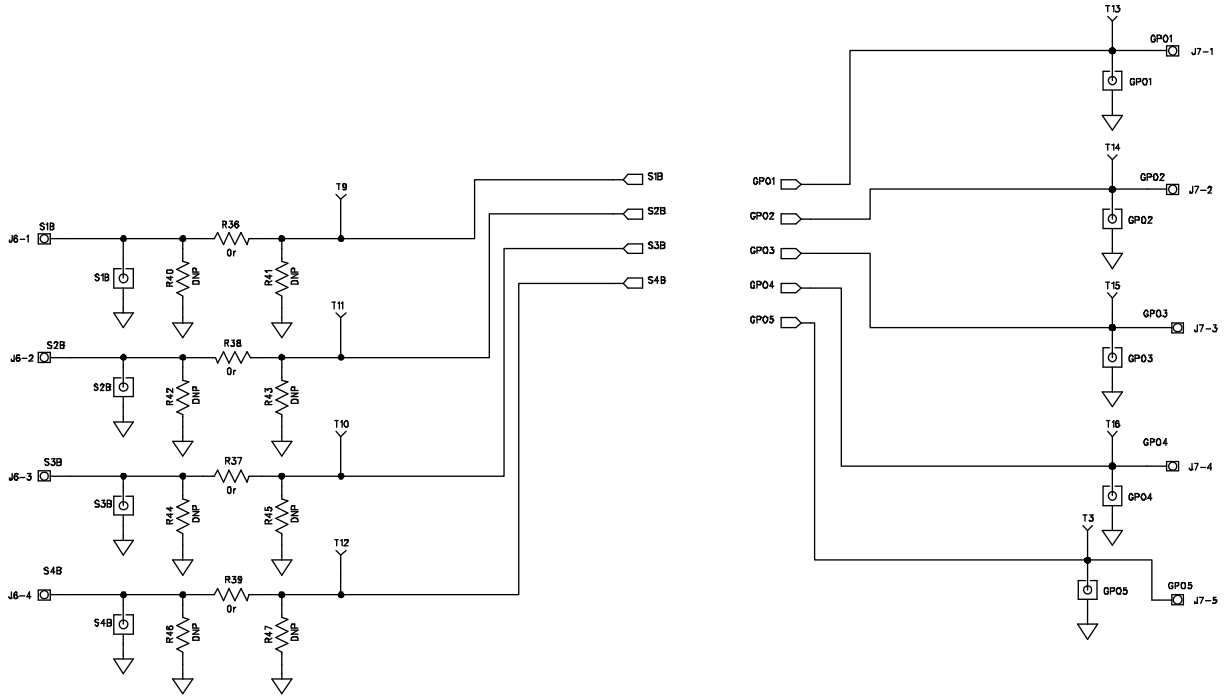 T13
GPO1
J7-1
GPO1
T14
GPO2
J7-2
GPO2
T15
GPO3
J7-3
GPO3
T16
GPO4
J7-4
GPO4
T3
GPO5
J7-5
GPO5
S1B
S2B
S3B
S4B
GPO1
GPO2
GPO3
GPO4
GPO5
T9
S1B
J6-1
R36
0r
S1B
R40
DNP
R41
DNP
T11
S2B
J6-2
R38
0r
S2B
R42
DNP
R43
DNP
T10
S3B
J6-3
R37
0r
S3B
R44
DNP
R45
DNP
T12
S4B
J6-4
R39
0r
S4B
R46
DNP
R47
DNP